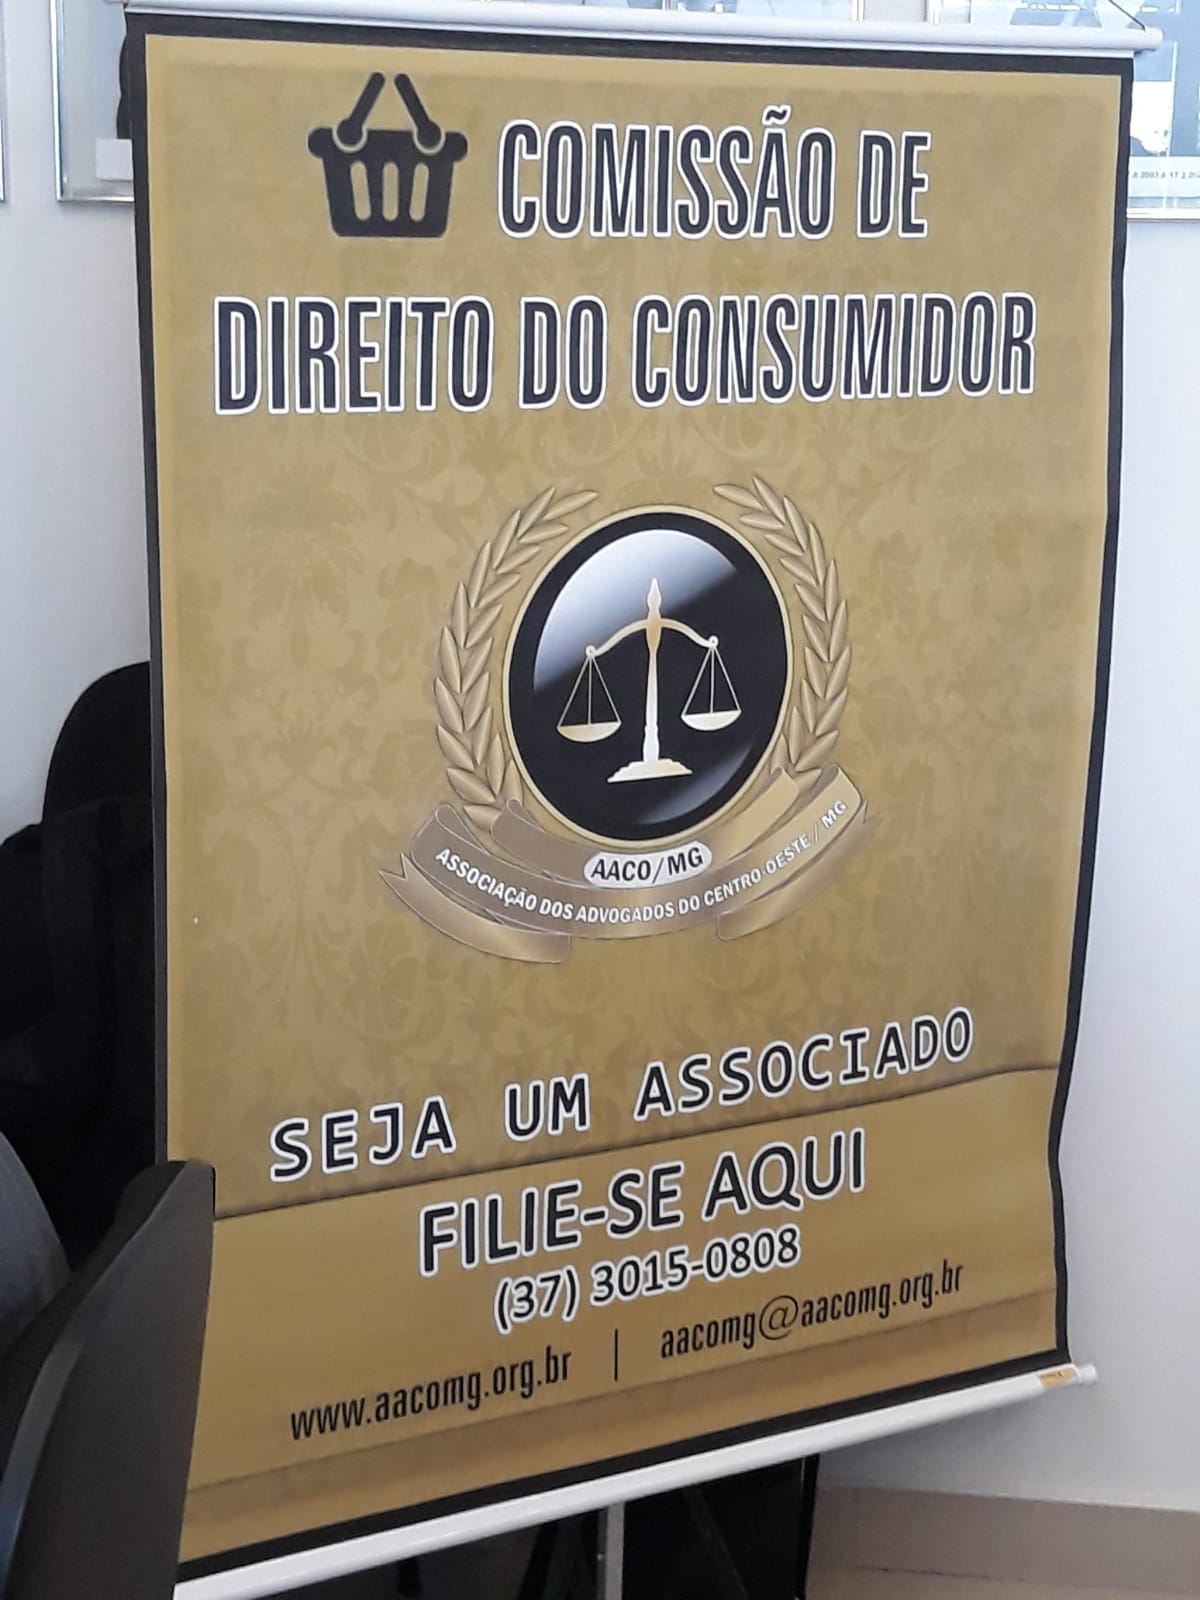 COMISSÃO DE
DIREITO DO CONSUMIDOR
AACO/MG
ASSOCIAÇÃO DOS ADVOGADOS DO CENTRO-OESTE / MG
SEJA UM ASSOCIADO
FILIE-SE AQUI
(37) 3015-0808
www.aacomg.org.br | aacomg@aacomg.org.br